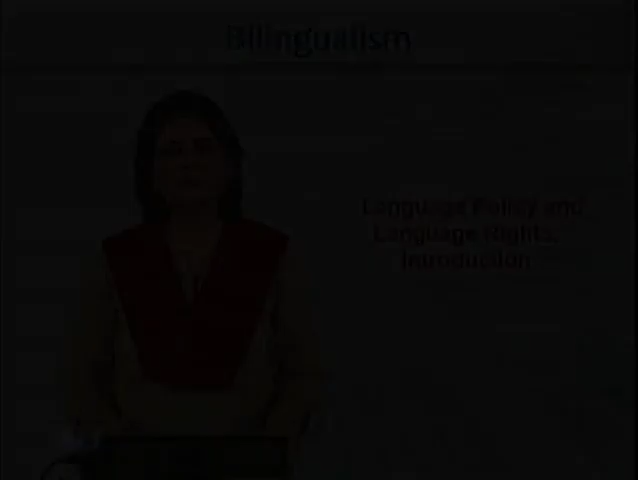 Bilingualism
Language Policy and
Language Rights:
Introduction